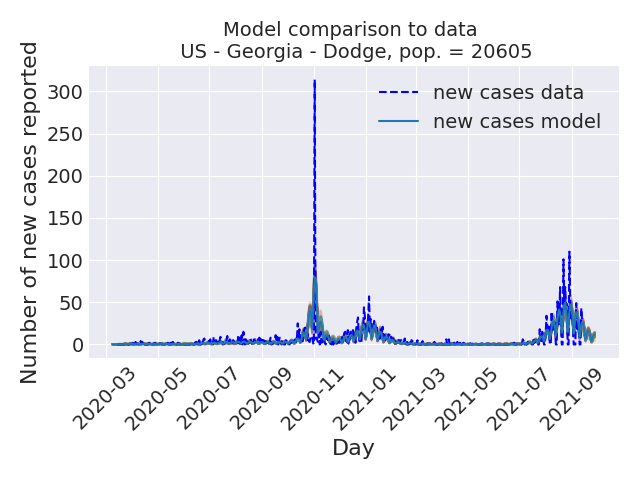 Model comparison to data
US - Georgia - Dodge, pop. = 20605
Number of new cases reported
300
250
200
150
100
50
0
new cases data
new cases model
2020-03
2020-05
2020-07
2020-09
2020-11
2021-01
2021-03
2021-05
2021-07
2021-09
Day